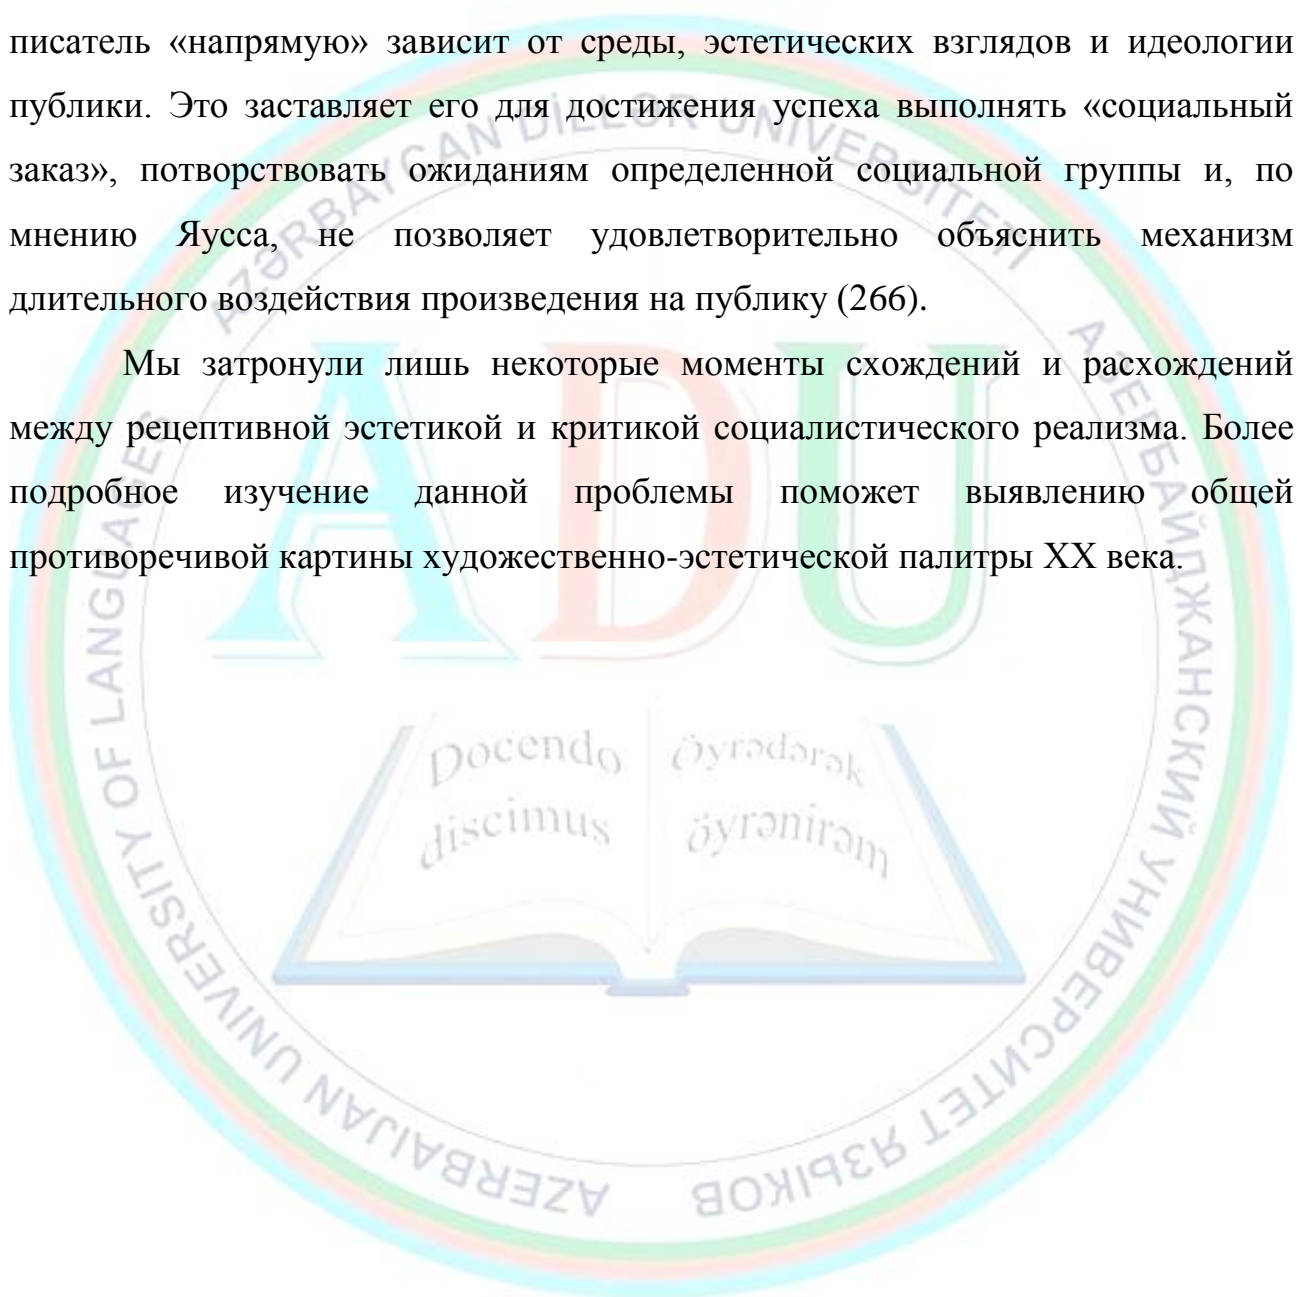 писатель «напрямую» зависит от среды, эстетических взглядов и идеологии
публики. Это заставляет его для достижения успеха выполнять «социальный
заказ», потворствовать ожиданиям определенной социальной группы и, по
мнению Яусса, не позволяет удовлетворительно объяснить механизм
длительного воздействия произведения на публику (266).
Мы затронули лишь некоторые моменты схождений и расхождений
между рецептивной эстетикой и критикой социалистического реализма. Более
подробное изучение данной проблемы поможет выявлению общей
противоречивой картины художественно-эстетической палитры XX века.
AZƏRBAYCAN DİLLƏR UNİVERSİTETİ
АЗЕРБАЙДЖАНСКИЙ УНИВЕРСИТЕТ ЯЗЫКОВ
AZERBAIJAN UNIVERSITY OF LANGUAGES
ADU
Docendo
discimus
Öyrədərək
öyrənirəm